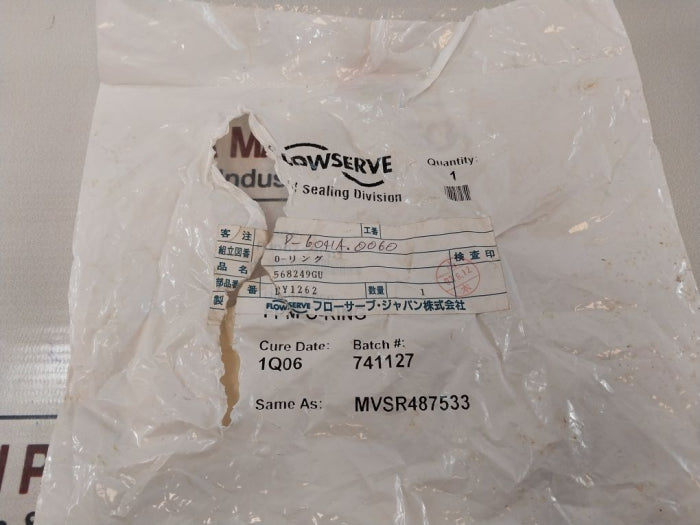 FLOWSERVE
Quantity:
1
Sealing Division
客 注 工番
組立図番 P-6041A.0060
品 名 O-リング 検査印
部品番号 568249GU
製 番 EY1262 数量 1
FLOWSERVE フローサーブ・ジャパン株式会社
Cure Date: Batch #:
1Q06 741127
Same As: MVSR487533
Indus